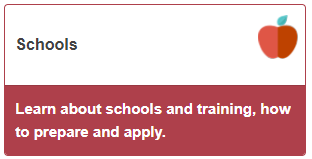 Schools
Learn about schools and training, how
to prepare and apply.